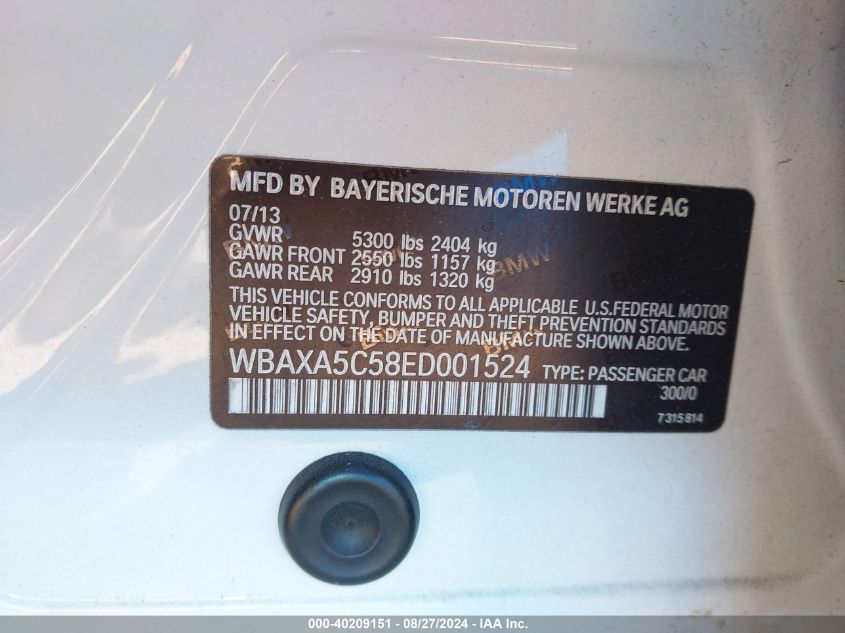 MFD BY BAYERISCHE MOTOREN WERKE AG
07/13
GVWR 5300 lbs 2404 kg
GAWR FRONT 2550 lbs 1157 kg
GAWR REAR 2910 lbs 1320 kg
THIS VEHICLE CONFORMS TO ALL APPLICABLE U.S.FEDERAL MOTOR
VEHICLE SAFETY, BUMPER AND THEFT PREVENTION STANDARDS
IN EFFECT ON THE DATE OF MANUFACTURE SHOWN ABOVE.
WBAXA5C58ED001524 TYPE: PASSENGER CAR
300/0
7 315 814
000-40209151 - 08/27/2024 - IAA Inc.